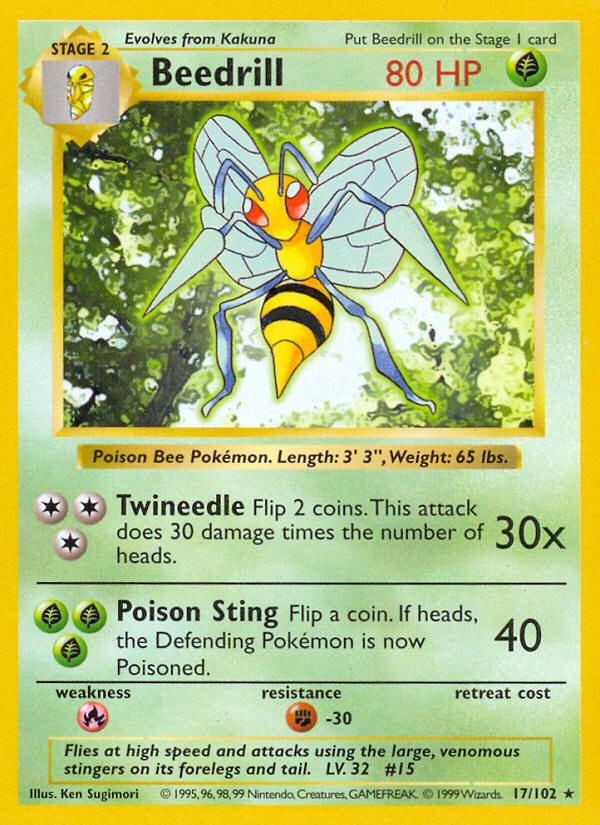 STAGE 2
Evolves from Kakuna
Put Beedrill on the Stage 1 card
Beedrill
80 HP
Poison Bee Pokémon. Length: 3' 3", Weight: 65 lbs.
Twineedle Flip 2 coins. This attack
does 30 damage times the number of
heads.
30x
Poison Sting Flip a coin. If heads,
the Defending Pokémon is now
Poisoned.
40
weakness
resistance
retreat cost
-30
Flies at high speed and attacks using the large, venomous
stingers on its forelegs and tail. LV. 32 #15
Illus. Ken Sugimori
© 1995, 96, 98, 99 Nintendo, Creatures, GAMEFREAK. © 1999 Wizards.
17/102 ★